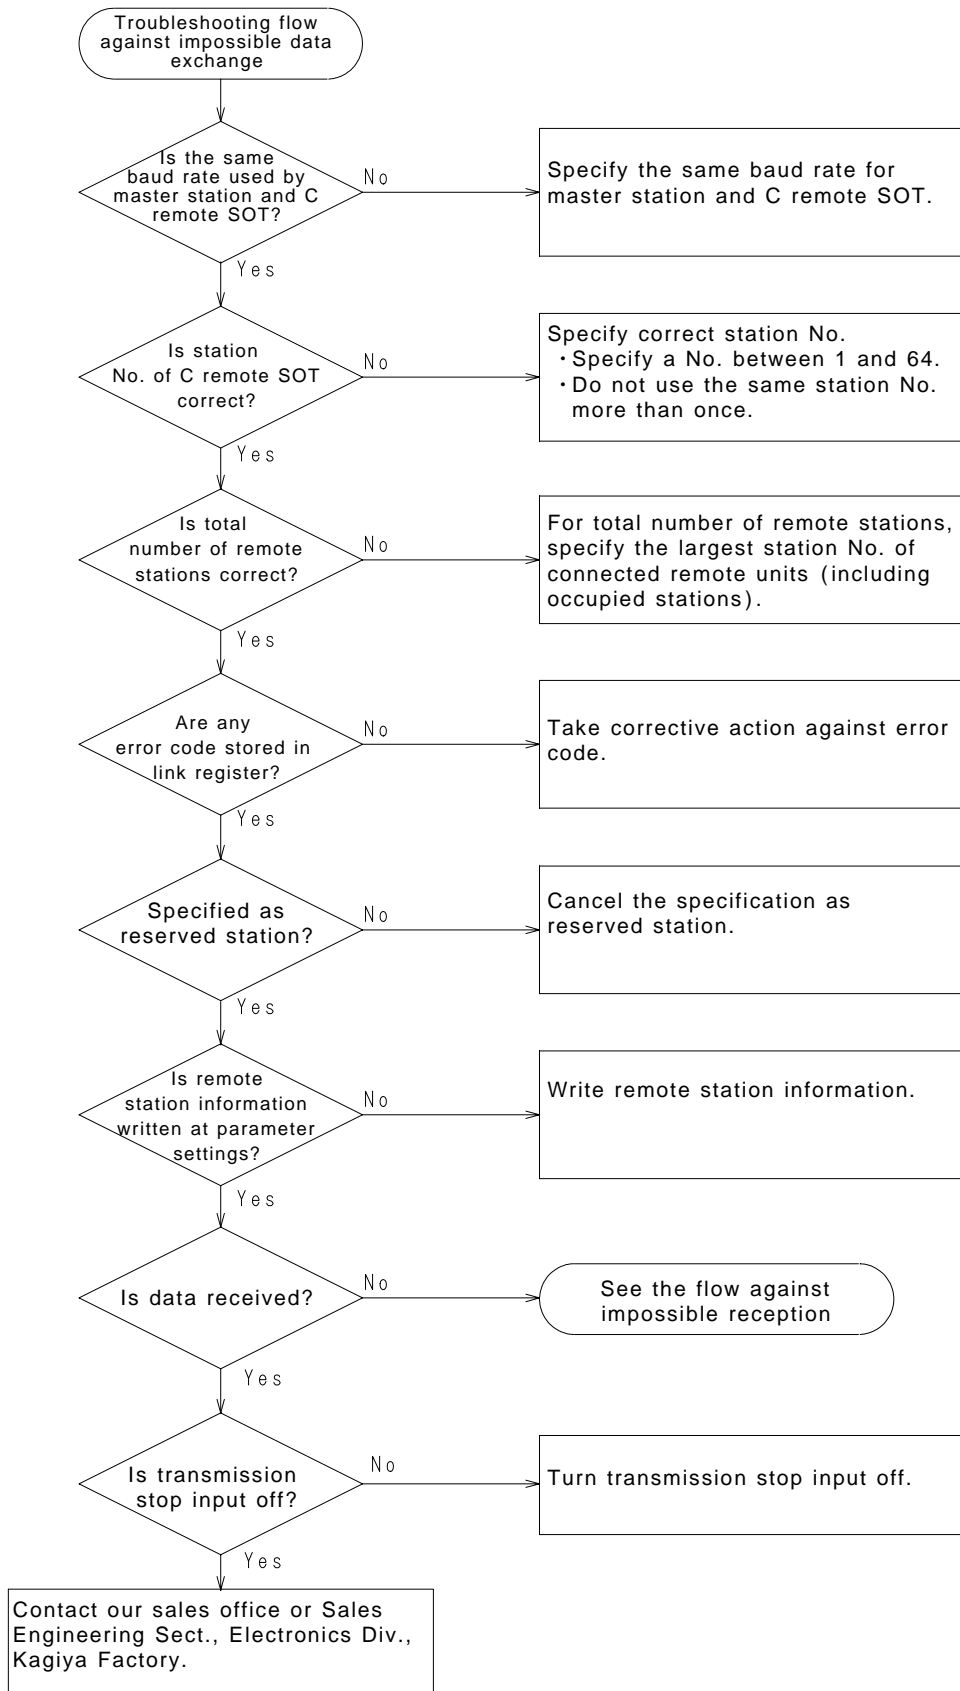 Troubleshooting flow
against impossible data
exchange
Is the same
baud rate used by
master station and C
remote SOT?
No
Specify the same baud rate for
master station and C remote SOT.
Yes
Is station
No. of C remote SOT
correct?
No
Specify correct station No.
・Specify a No. between 1 and 64.
・Do not use the same station No.
more than once.
Yes
Is total
number of remote
stations correct?
No
For total number of remote stations,
specify the largest station No. of
connected remote units (including
occupied stations).
Yes
Are any
error code stored in
link register?
No
Take corrective action against error
code.
Yes
Specified as
reserved station?
No
Cancel the specification as
reserved station.
Yes
Is remote
station information
written at parameter
settings?
No
Write remote station information.
Yes
Is data received?
No
See the flow against
impossible reception
Yes
Is transmission
stop input off?
No
Turn transmission stop input off.
Yes
Contact our sales office or Sales
Engineering Sect., Electronics Div.,
Kagiya Factory.